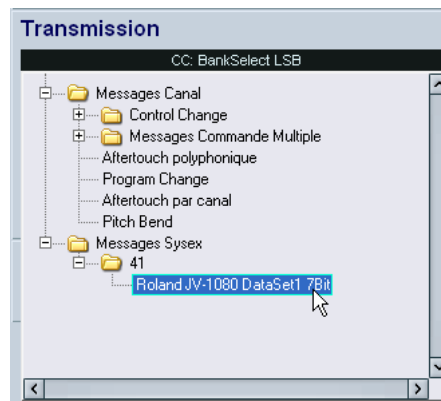 Transmission
CC: BankSelect LSB
Messages Canal
Control Change
Messages Commande Multiple
Aftertouch polyphonique
Program Change
Aftertouch par canal
Pitch Bend
Messages Sysex
41
Roland JV-1080 DataSet1 7Bit